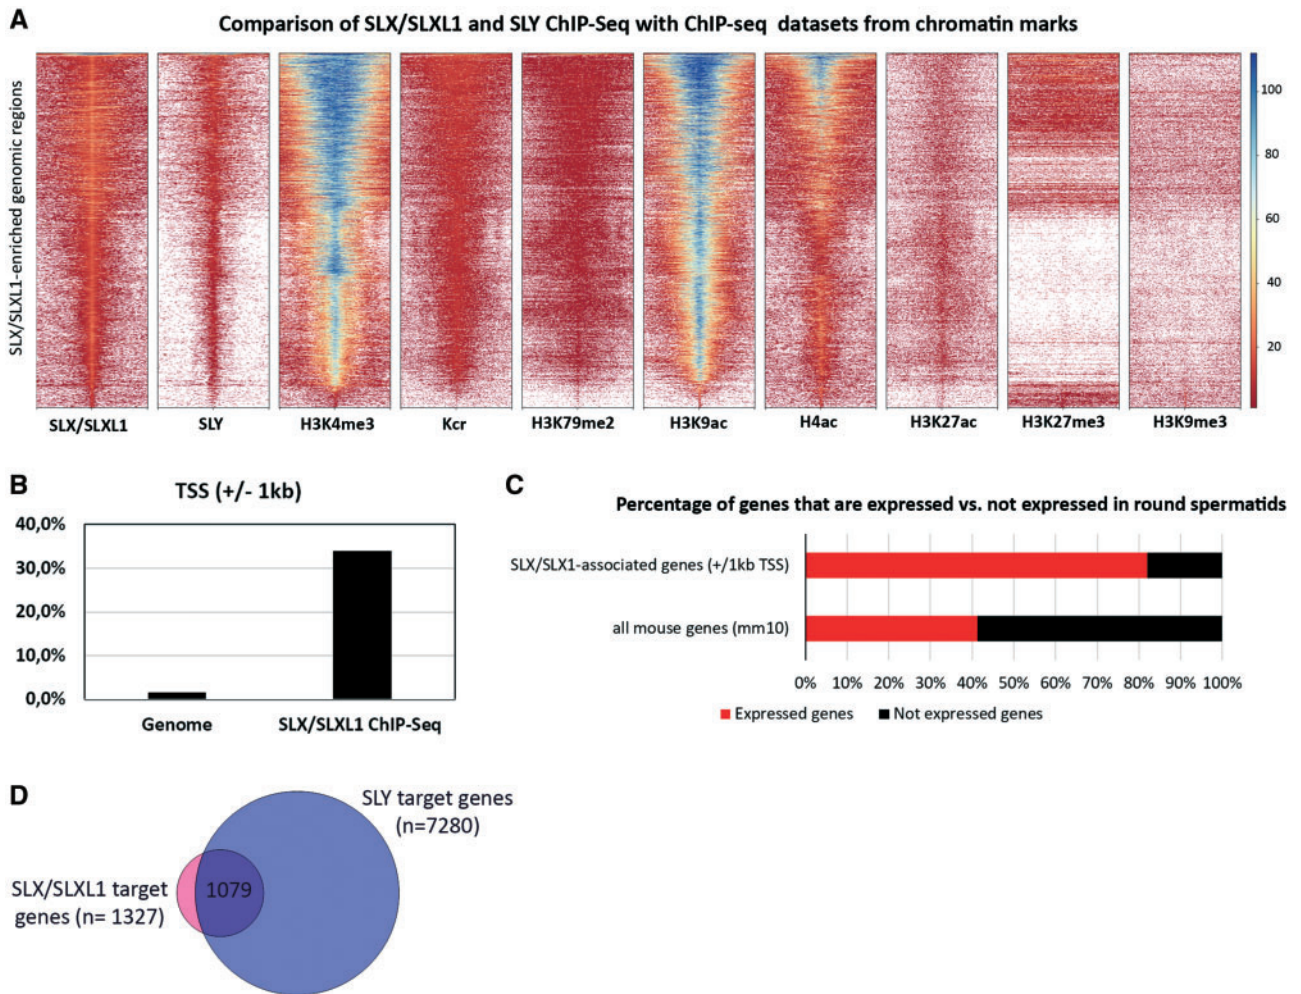 A
Comparison of SLX/SLXL1 and SLY ChIP-Seq with ChIP-seq datasets from chromatin marks
SLX/SLXL1-enriched genomic regions
100
80
60
40
20
SLX/SLXL1
SLY
H3K4me3
Kcr
H3K79me2
H3K9ac
H4ac
H3K27ac
H3K27me3
H3K9me3
B
TSS (+/- 1kb)
40,0%
30,0%
20,0%
10,0%
0,0%
Genome
SLX/SLXL1 ChIP-Seq
C
Percentage of genes that are expressed vs. not expressed in round spermatids
SLX/SLX1-associated genes (+/1kb TSS)
all mouse genes (mm10)
0% 10% 20% 30% 40% 50% 60% 70% 80% 90% 100%
Expressed genes
Not expressed genes
D
SLY target genes
(n=7280)
1079
SLX/SLXL1 target
genes (n= 1327)